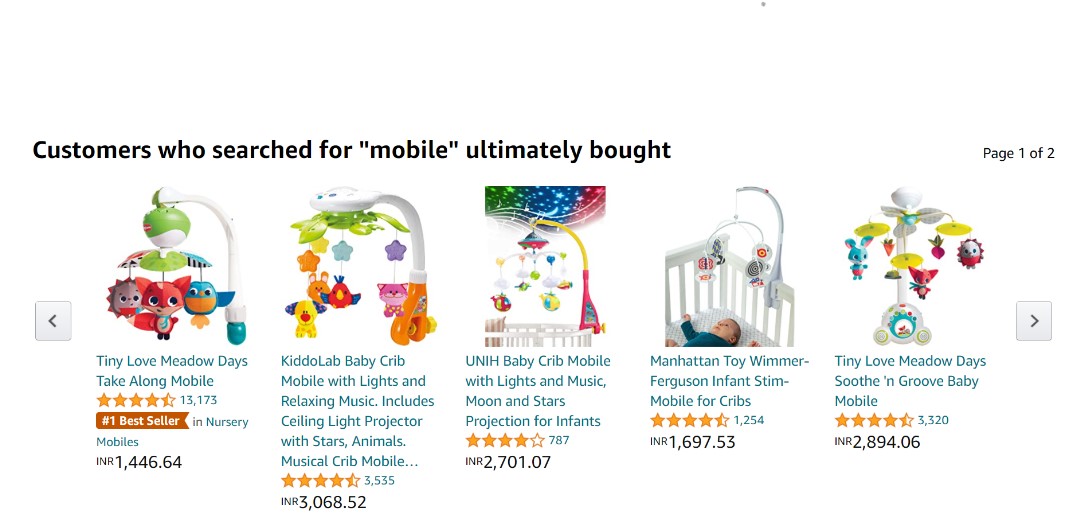 Customers who searched for "mobile" ultimately bought
Page 1 of 2
Tiny Love Meadow Days
Take Along Mobile
13,173
#1 Best Seller in Nursery
Mobiles
INR1,446.64
KiddoLab Baby Crib
Mobile with Lights and
Relaxing Music. Includes
Ceiling Light Projector
with Stars, Animals.
Musical Crib Mobile…
3,535
INR3,068.52
UNIH Baby Crib Mobile
with Lights and Music,
Moon and Stars
Projection for Infants
787
INR2,701.07
Manhattan Toy Wimmer-
Ferguson Infant Stim-
Mobile for Cribs
1,254
INR1,697.53
Tiny Love Meadow Days
Soothe 'n Groove Baby
Mobile
3,320
INR2,894.06